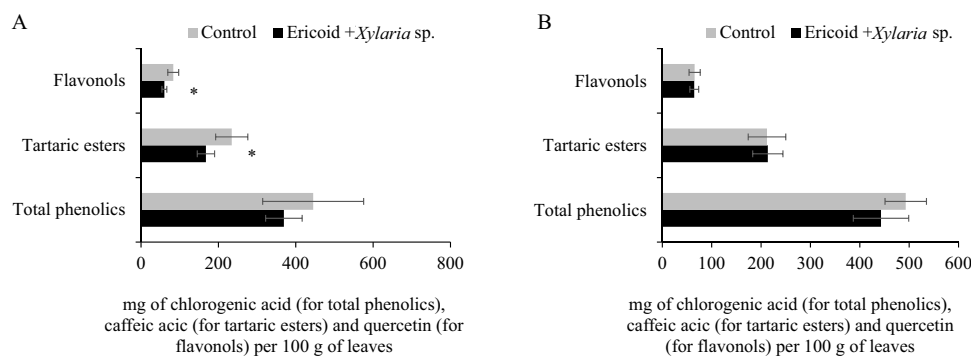 A
Control
Ericoid +Xylaria sp.
Flavonols
*
Tartaric esters
*
Total phenolics
0 200 400 600 800
mg of chlorogenic acid (for total phenolics),
caffeic acic (for tartaric esters) and quercetin (for
flavonols) per 100 g of leaves
B
Control
Ericoid +Xylaria sp.
Flavonols
Tartaric esters
Total phenolics
0 100 200 300 400 500 600
mg of chlorogenic acid (for total phenolics),
caffeic acic (for tartaric esters) and quercetin
(for flavonols) per 100 g of leaves